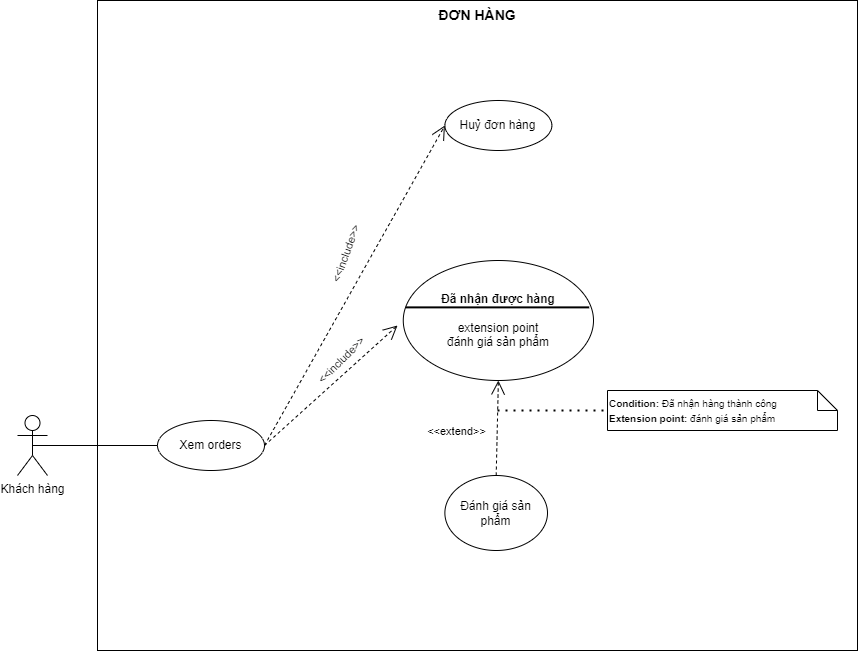 ĐƠN HÀNG
Huỷ đơn hàng
<<include>>
Đã nhận được hàng
extension point
đánh giá sản phẩm
<<include>>
Condition: Đã nhận hàng thành công
Extension point: đánh giá sản phẩm
<<extend>>
Xem orders
Khách hàng
Đánh giá sản
phẩm